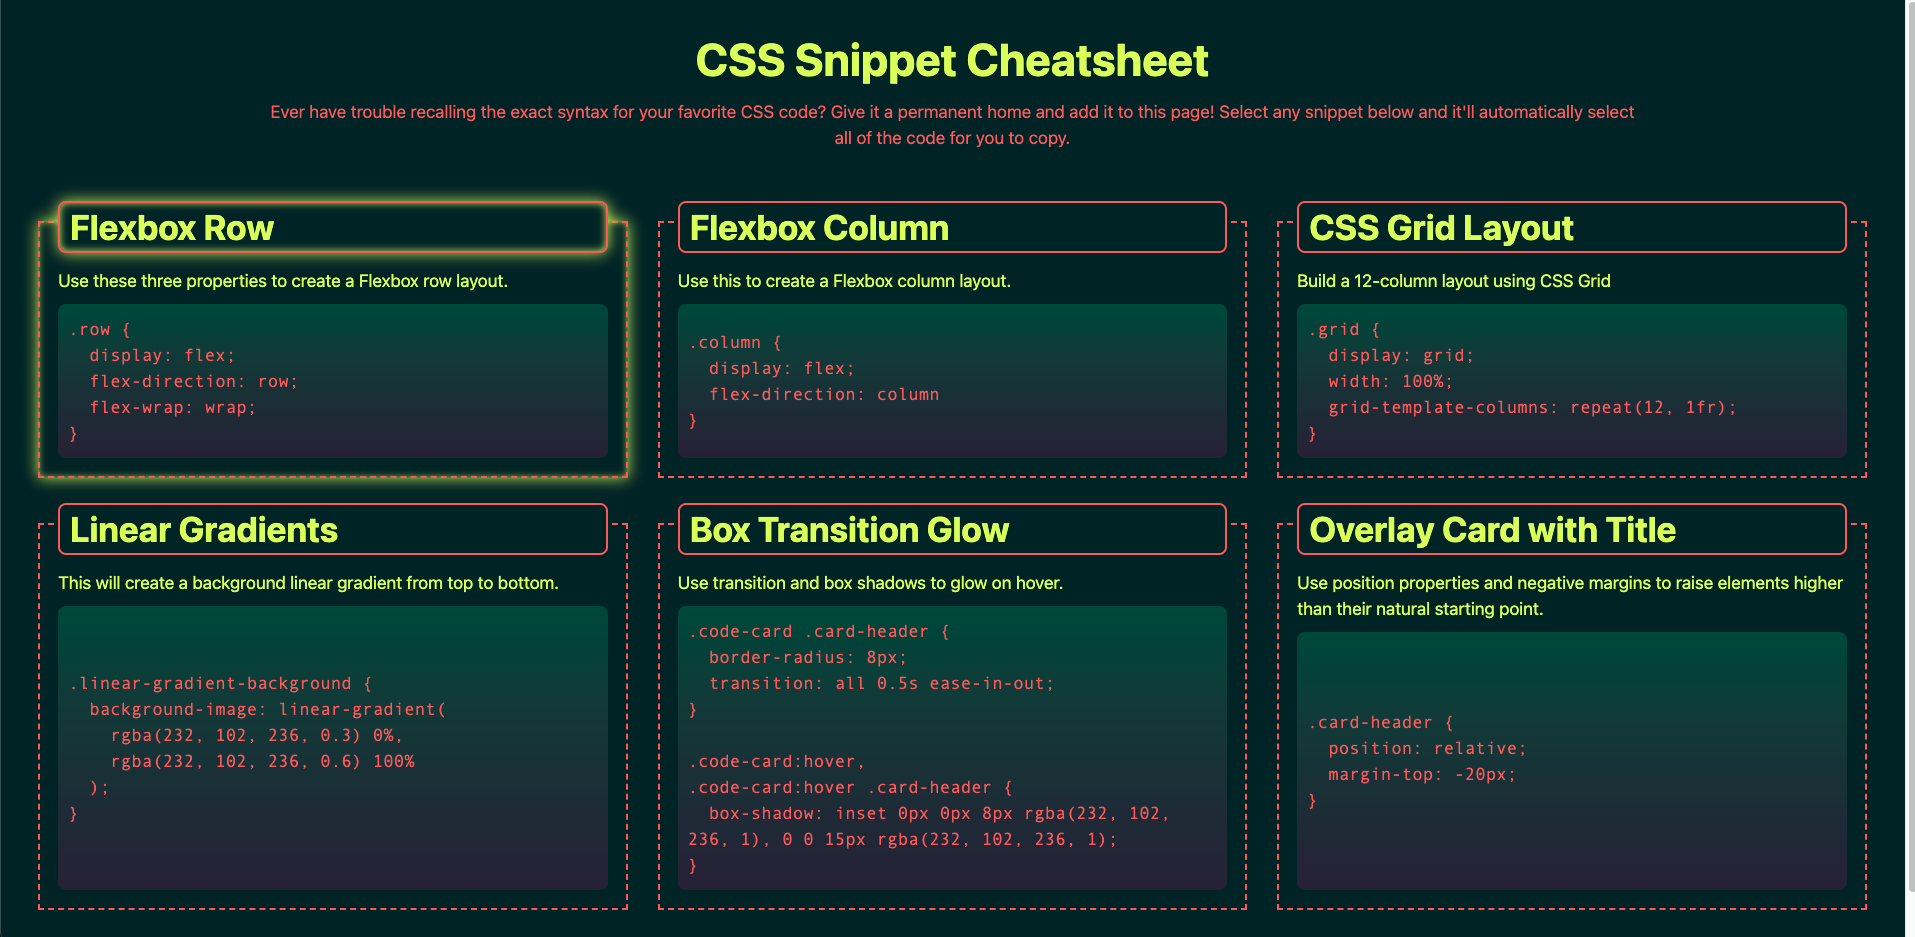 CSS Snippet Cheatsheet
Ever have trouble recalling the exact syntax for your favorite CSS code? Give it a permanent home and add it to this page! Select any snippet below and it'll automatically select
all of the code for you to copy.
Flexbox Row
Use these three properties to create a Flexbox row layout.
.row {
  display: flex;
  flex-direction: row;
  flex-wrap: wrap;
}
Flexbox Column
Use this to create a Flexbox column layout.
.column {
  display: flex;
  flex-direction: column
}
CSS Grid Layout
Build a 12-column layout using CSS Grid
.grid {
  display: grid;
  width: 100%;
  grid-template-columns: repeat(12, 1fr);
}
Linear Gradients
This will create a background linear gradient from top to bottom.
.linear-gradient-background {
  background-image: linear-gradient(
    rgba(232, 102, 236, 0.3) 0%,
    rgba(232, 102, 236, 0.6) 100%
  );
}
Box Transition Glow
Use transition and box shadows to glow on hover.
.code-card .card-header {
  border-radius: 8px;
  transition: all 0.5s ease-in-out;
}
.code-card:hover,
.code-card:hover .card-header {
  box-shadow: inset 0px 0px 8px rgba(232, 102,
236, 1), 0 0 15px rgba(232, 102, 236, 1);
}
Overlay Card with Title
Use position properties and negative margins to raise elements higher
than their natural starting point.
.card-header {
  position: relative;
  margin-top: -20px;
}